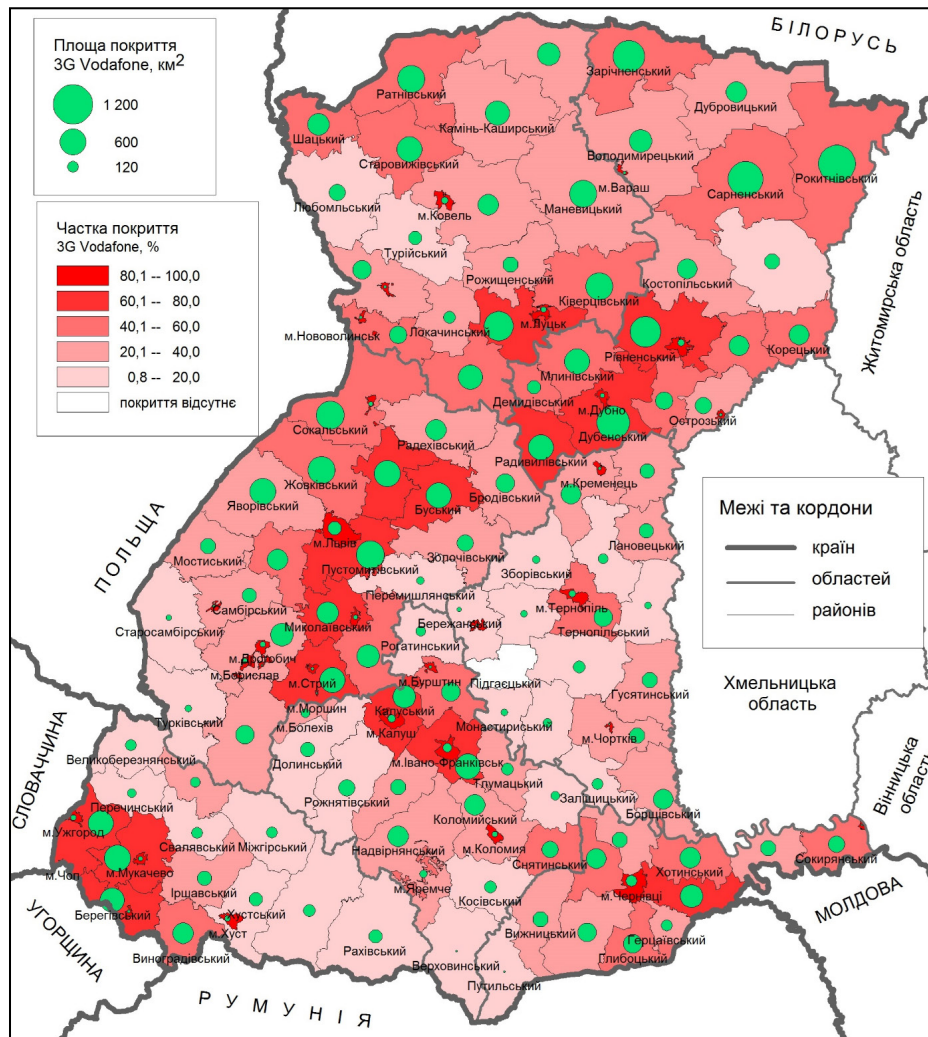 Площа покриття
3G Vodafone, км2
1 200
600
120
Частка покриття
3G Vodafone, %
80,1 -- 100,0
60,1 -- 80,0
40,1 -- 60,0
20,1 -- 40,0
0,8 -- 20,0
покриття відсутнє
БІЛОРУСЬ
Зарічненський
Ратнівський
Дубровицький
Камінь-Каширський
Шацький
Володимирецький
Старовижівський
м.Вараш
Сарненський
Рокитнівський
Любомльський
м.Ковель
Маневицький
Турійський
Рожищенський
Костопільський
Житомирська область
Ківерцівський
м.Нововолинськ
Локачинський
м.Луцьк
Рівненський
Корецький
Млинівський
Демидівський
м.Дубно
Острозький
Сокальський
Дубенський
Радехівський
Радивилівський
Жовківський
м.Кременець
Яворівський
Буський
Бродівський
ПОЛЬЩА
м.Львів
Лановецький
Мостиський
Пустомитівський
Золочівський
Зборівський
Перемишлянський
Самбірський
м.Тернопіль
Старосамбірський
Миколаївський
Бережанський
Тернопільський
м.Дрогобич
Рогатинський
м.Борислав
м.Стрий
м.Бурштин
Підгаєцький
Гусятинський
Турківський
м.Моршин
Калуський
м.Болехів
м.Калуш
Монастириський
м.Чортків
Великоберезнянський
Долинський
м.Івано-Франківськ
Тлумацький
Перечинський
Рожнятівський
Заліщицький
Борщівський
м.Ужгород
Коломийський
Свалявський
Міжгірський
Надвірнянський
м.Коломия
Снятинський
м.Чоп
м.Мукачево
Хотинський
Сокирянський
Іршавський
м.Яремче
м.Чернівці
Берегівський
Хустський
Косівський
м.Хуст
Вижницький
Герцаївський
Виноградівський
Рахівський
Глибоцький
Верховинський
Путильський
Межі та кордони
країн
областей
районів
Хмельницька
область
Вінницька
область
СЛОВАЧЧИНА
УГОРЩИНА
РУМУНІЯ
МОЛДОВА